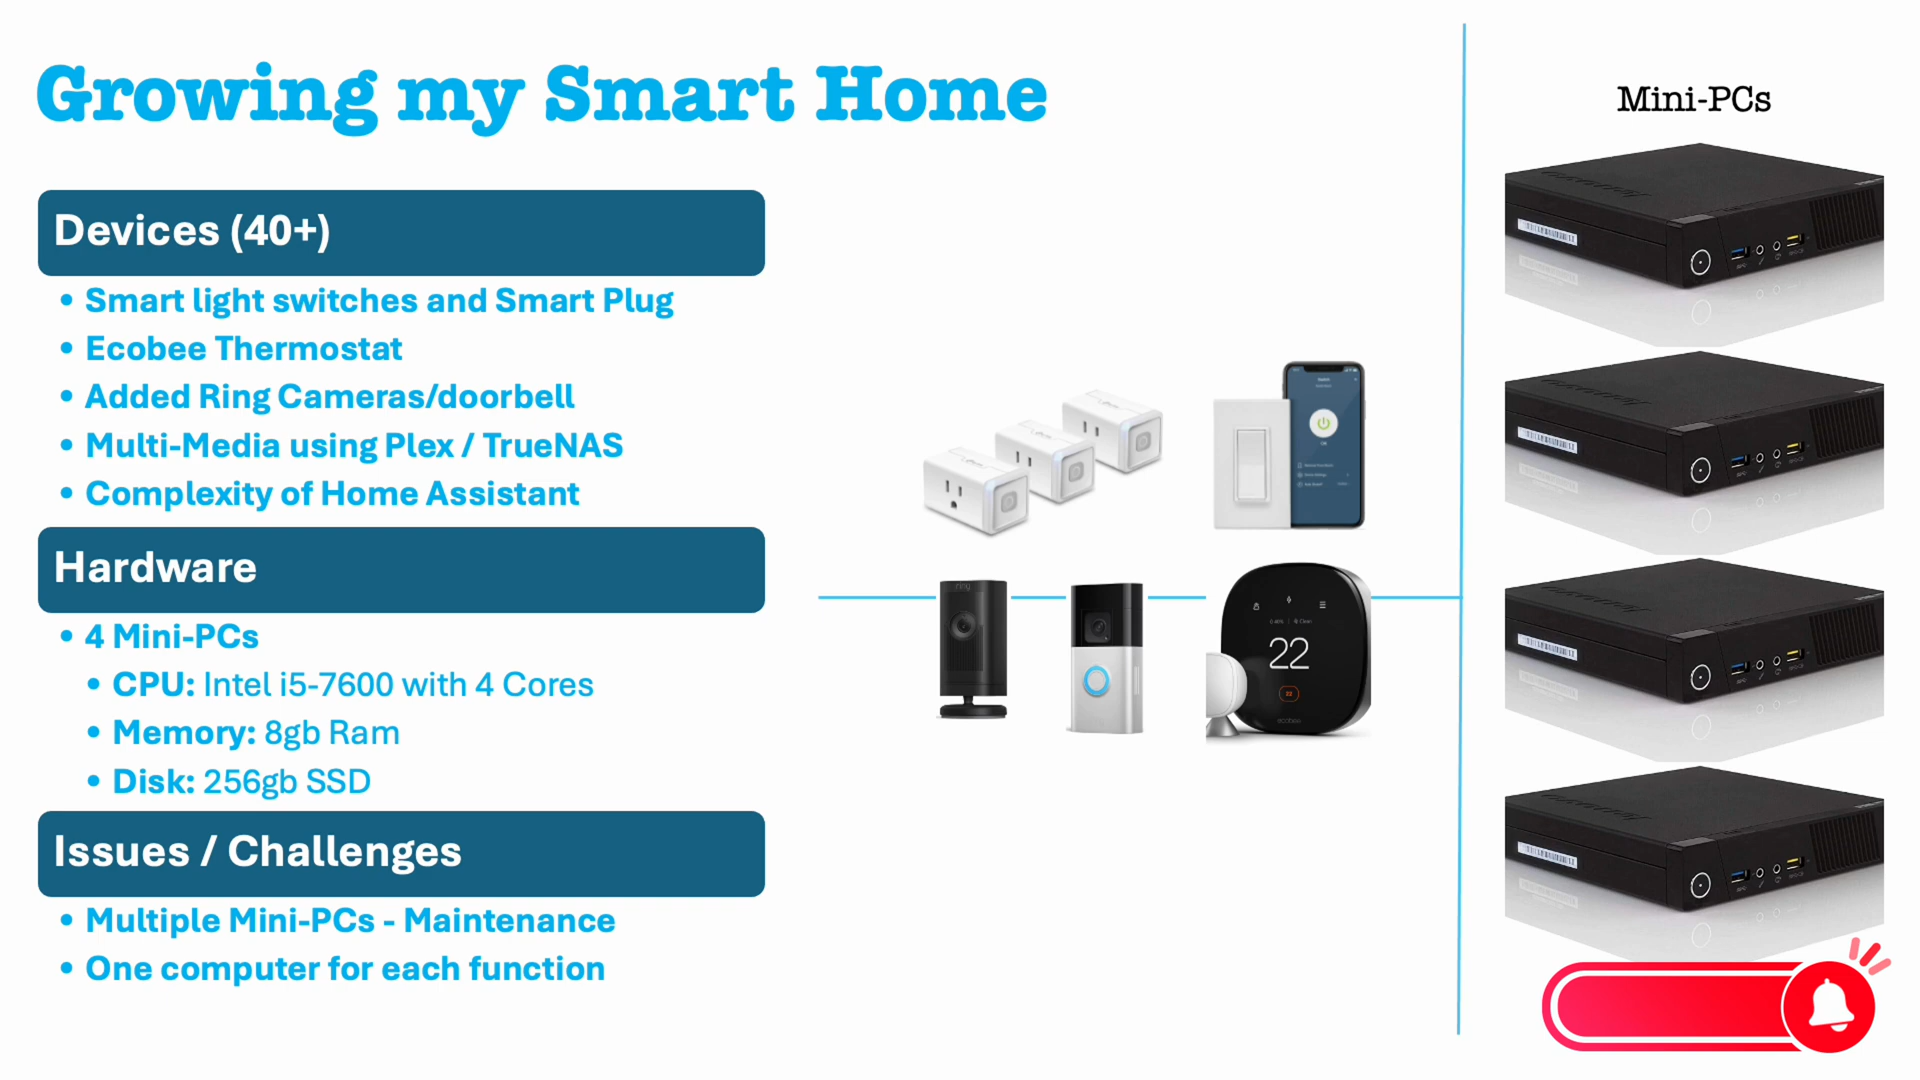 Growing my Smart Home
Devices (40+)
• Smart light switches and Smart Plug
• Ecobee Thermostat
• Added Ring Cameras/doorbell
• Multi-Media using Plex / TrueNAS
• Complexity of Home Assistant
Hardware
• 4 Mini-PCs
• CPU: Intel i5-7600 with 4 Cores
• Memory: 8gb Ram
• Disk: 256gb SSD
Issues / Challenges
• Multiple Mini-PCs - Maintenance
• One computer for each function
ring
22
22
ecobee
Mini-PCs